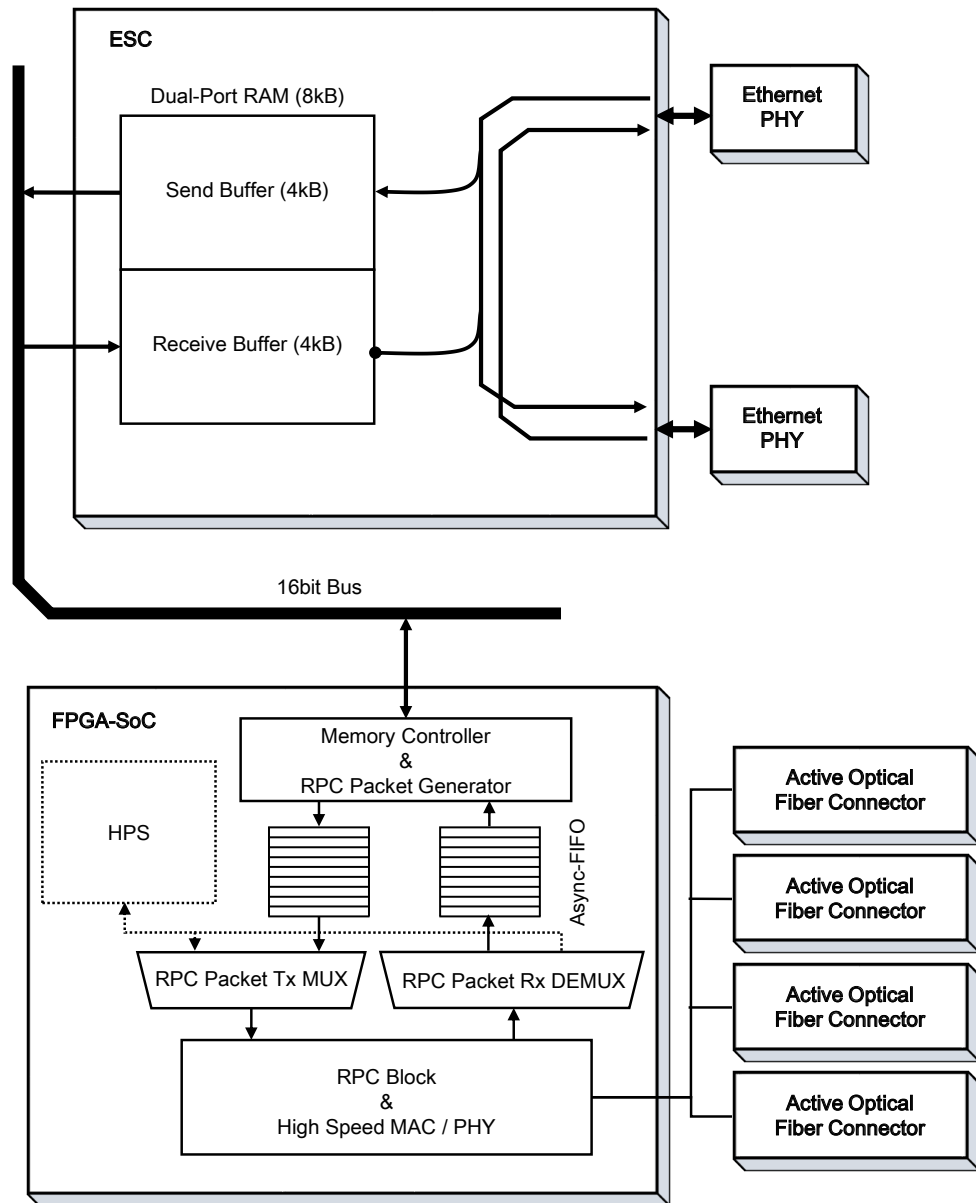 ESC
Dual-Port RAM (8kB)
Send Buffer (4kB)
Receive Buffer (4kB)
Ethernet
PHY
Ethernet
PHY
16bit Bus
FPGA-SoC
Memory Controller
&
RPC Packet Generator
HPS
Async-FIFO
RPC Packet Tx MUX
RPC Packet Rx DEMUX
RPC Block
&
High Speed MAC / PHY
Active Optical
Fiber Connector
Active Optical
Fiber Connector
Active Optical
Fiber Connector
Active Optical
Fiber Connector